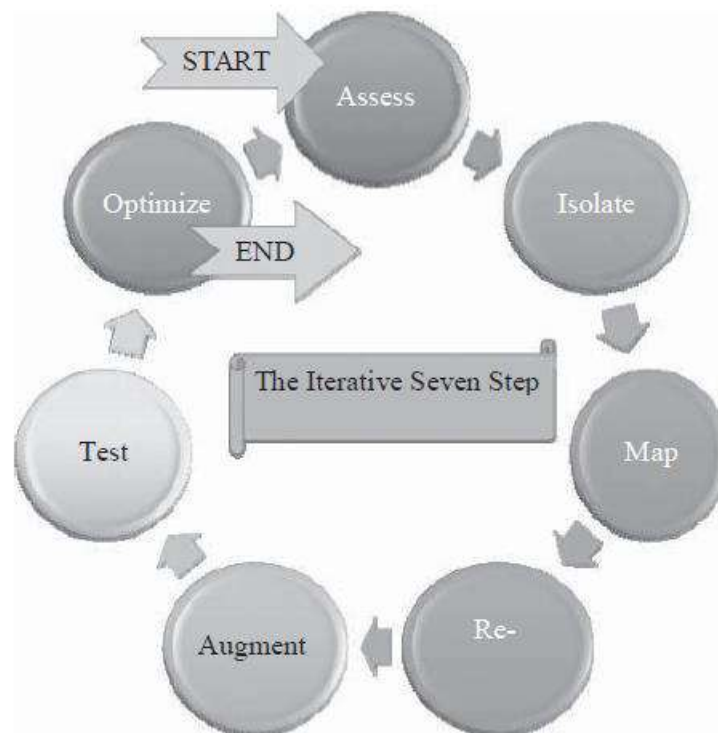 START
Assess
Isolate
Map
Re-
Augment
Test
Optimize
END
The Iterative Seven Step